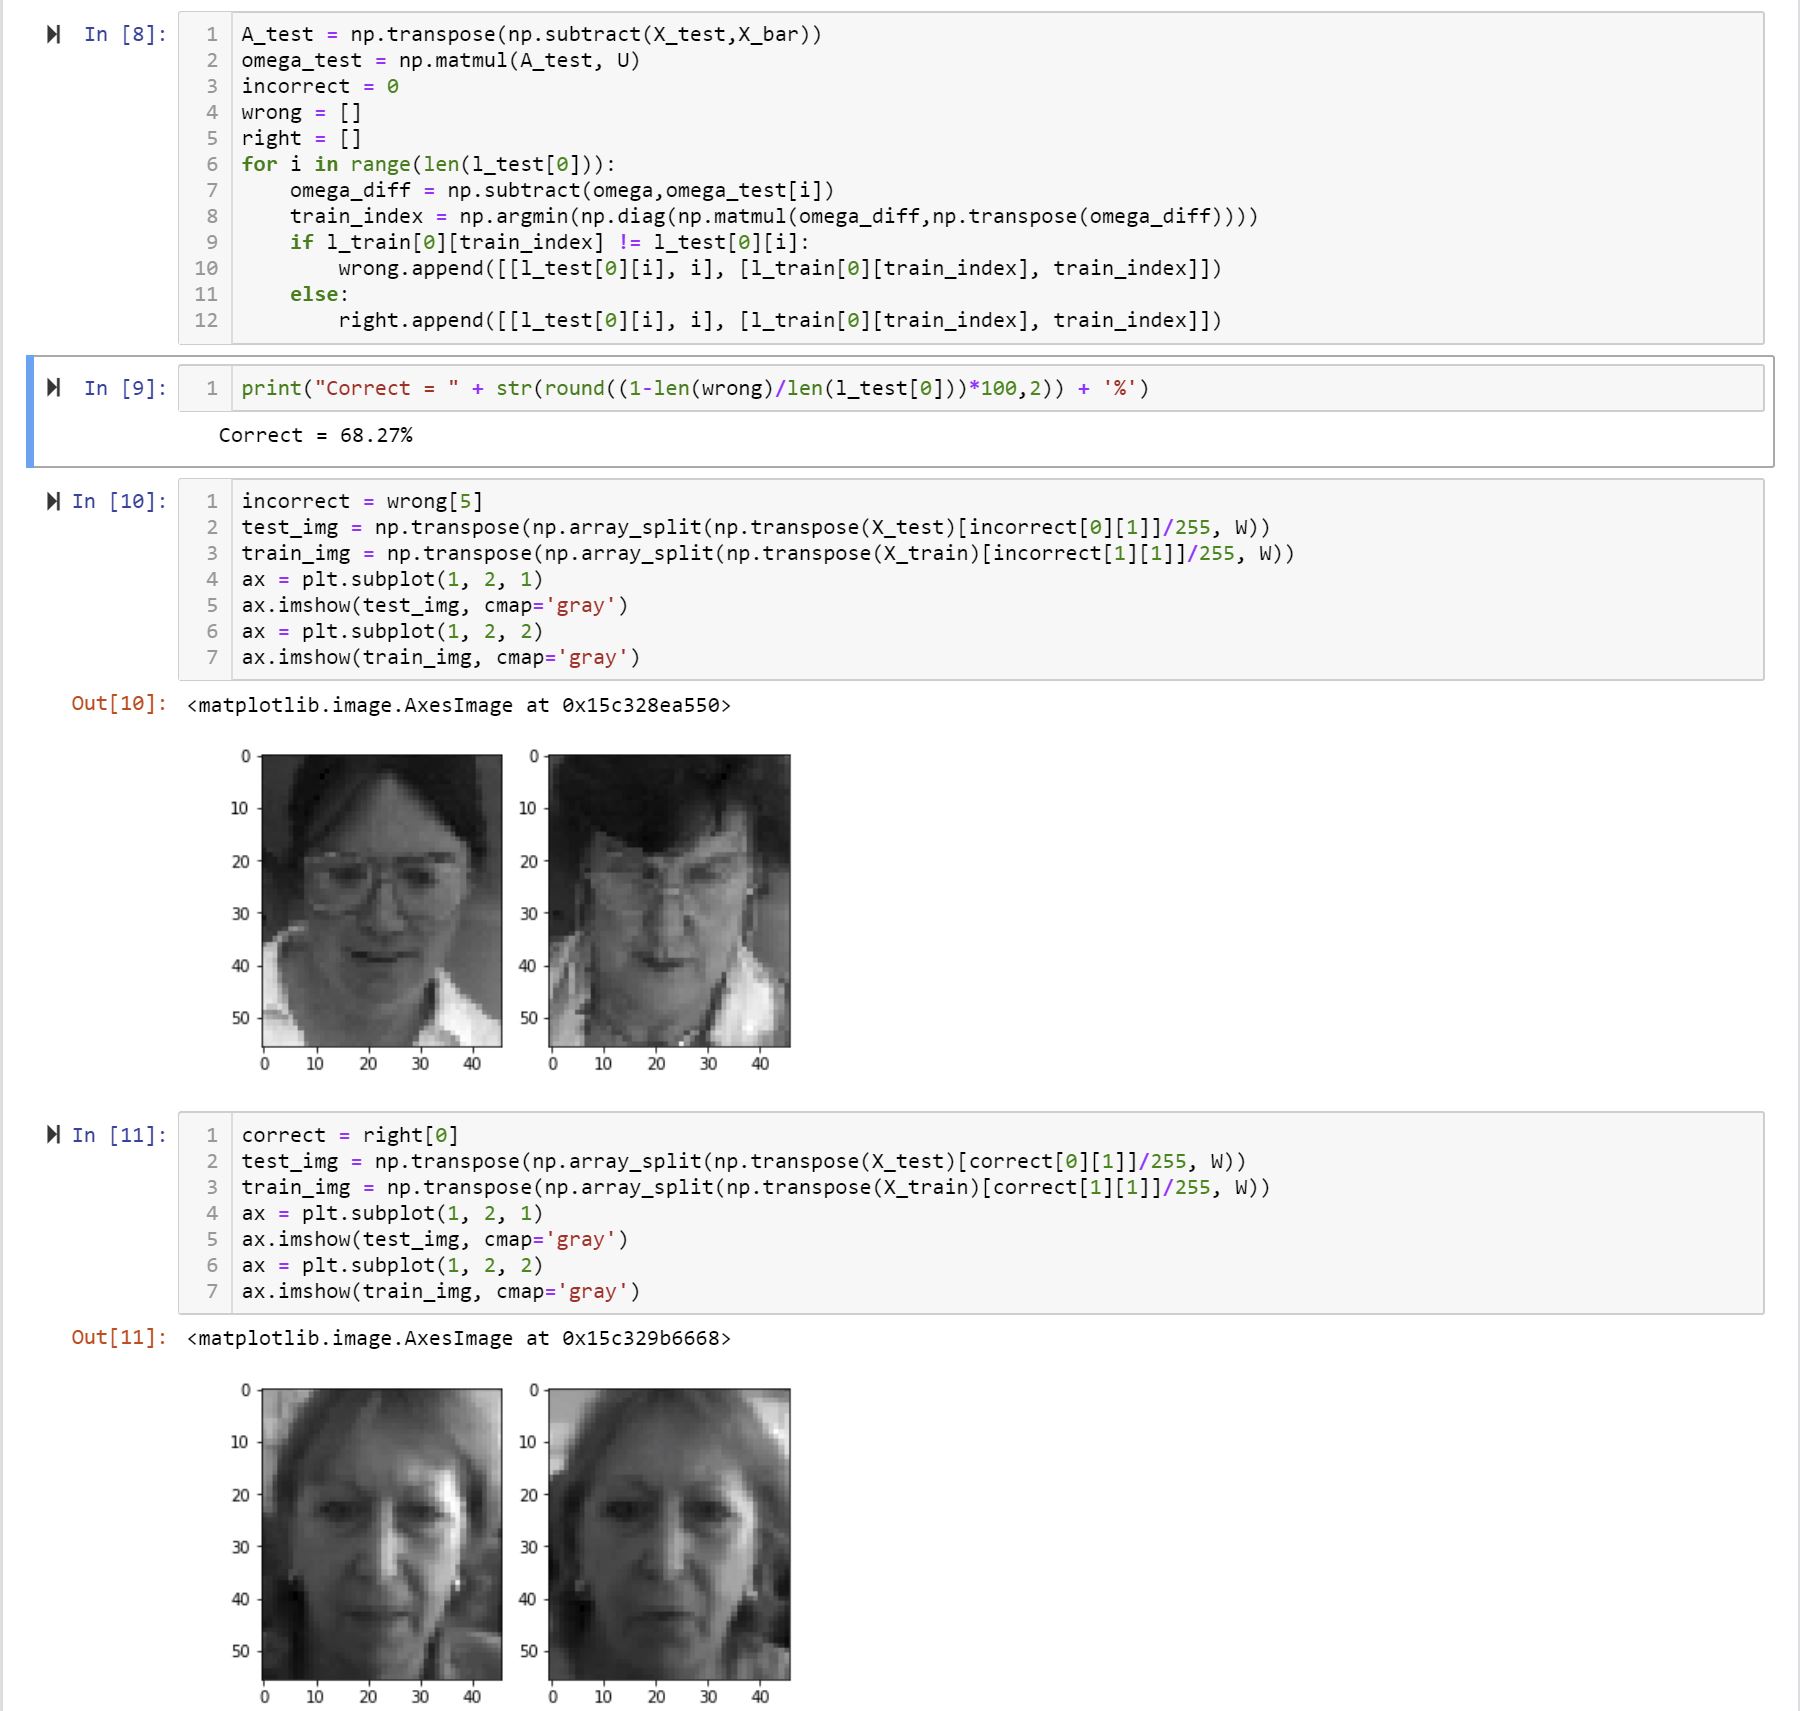 In [8]:
1 A_test = np.transpose(np.subtract(X_test,X_bar))
2 omega_test = np.matmul(A_test, U)
3 incorrect = 0
4 wrong = []
5 right = []
6 for i in range(len(l_test[0])):
7     omega_diff = np.subtract(omega,omega_test[i])
8     train_index = np.argmin(np.diag(np.matmul(omega_diff,np.transpose(omega_diff))))
9     if l_train[0][train_index] != l_test[0][i]:
10         wrong.append([[l_test[0][i], i], [l_train[0][train_index], train_index]])
11     else:
12         right.append([[l_test[0][i], i], [l_train[0][train_index], train_index]])
In [9]:
1 print("Correct = " + str(round((1-len(wrong)/len(l_test[0]))*100,2)) + '%')
Correct = 68.27%
In [10]:
1 incorrect = wrong[5]
2 test_img = np.transpose(np.array_split(np.transpose(X_test)[incorrect[0][1]]/255, W))
3 train_img = np.transpose(np.array_split(np.transpose(X_train)[incorrect[1][1]]/255, W))
4 ax = plt.subplot(1, 2, 1)
5 ax.imshow(test_img, cmap='gray')
6 ax = plt.subplot(1, 2, 2)
7 ax.imshow(train_img, cmap='gray')
Out[10]: <matplotlib.image.AxesImage at 0x15c328ea550>
0 0
10 10
20 20
30 30
40 40
50 50
0 10 20 30 40 0 10 20 30 40
In [11]:
1 correct = right[0]
2 test_img = np.transpose(np.array_split(np.transpose(X_test)[correct[0][1]]/255, W))
3 train_img = np.transpose(np.array_split(np.transpose(X_train)[correct[1][1]]/255, W))
4 ax = plt.subplot(1, 2, 1)
5 ax.imshow(test_img, cmap='gray')
6 ax = plt.subplot(1, 2, 2)
7 ax.imshow(train_img, cmap='gray')
Out[11]: <matplotlib.image.AxesImage at 0x15c329b6668>
0 0
10 10
20 20
30 30
40 40
50 50
0 10 20 30 40 0 10 20 30 40